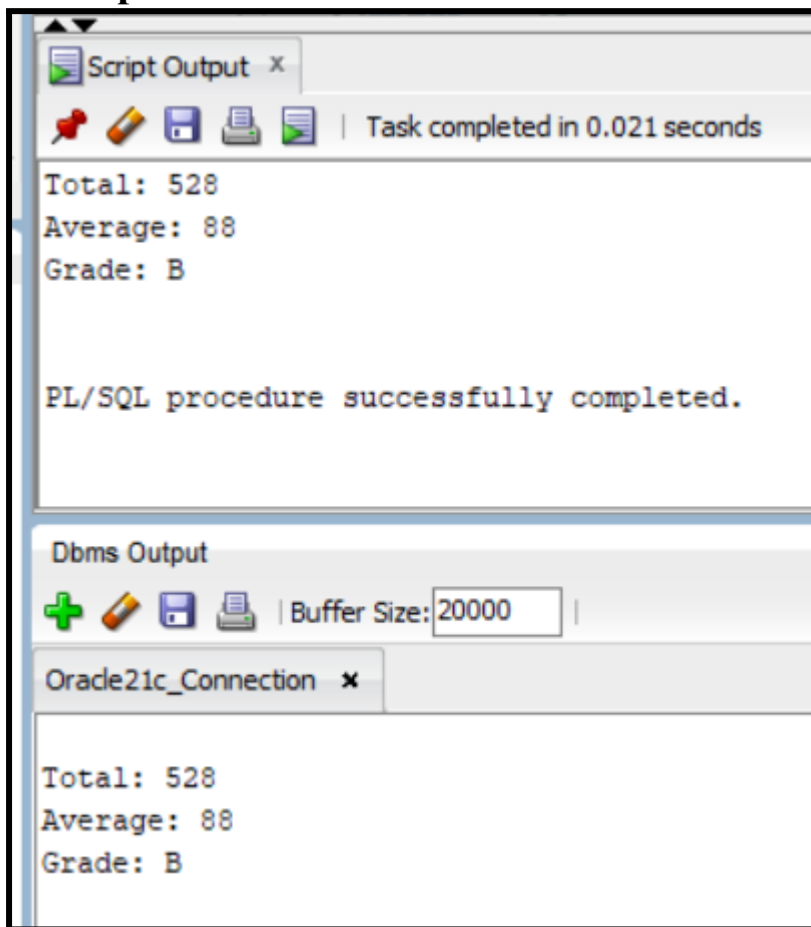 Script Output
Task completed in 0.021 seconds
Total: 528
Average: 88
Grade: B
PL/SQL procedure successfully completed.
Dbms Output
Buffer Size: 20000
Oracle21c_Connection
Total: 528
Average: 88
Grade: B